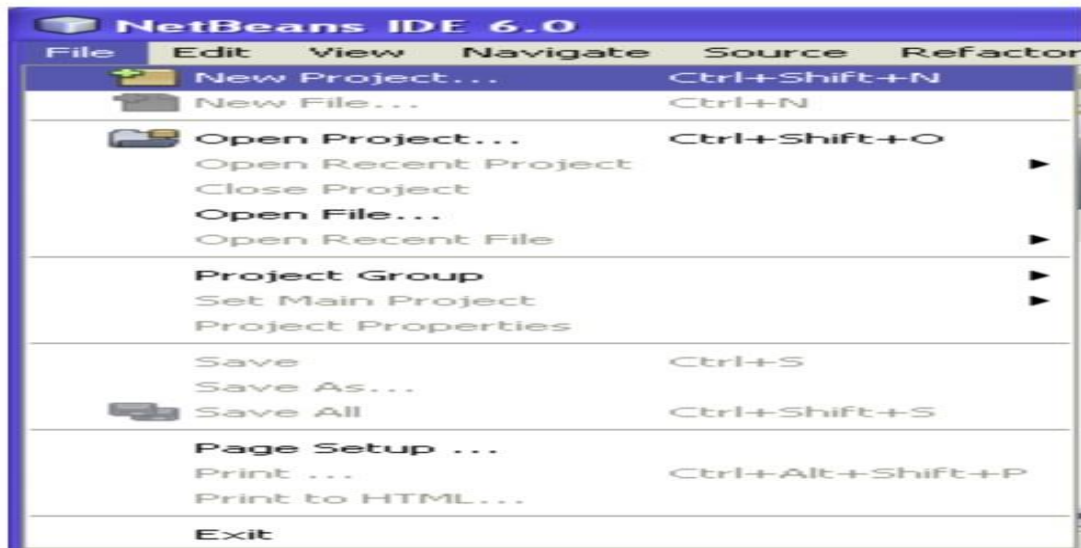 NetBeans IDE 6.0
File Edit View Navigate Source Refactor
New Project... Ctrl+Shift+N
New File... Ctrl+N
Open Project... Ctrl+Shift+O
Open Recent Project
Close Project
Open File...
Open Recent File
Project Group
Set Main Project
Project Properties
Save Ctrl+S
Save As...
Save All Ctrl+Shift+S
Page Setup ...
Print ... Ctrl+Alt+Shift+P
Print to HTML...
Exit